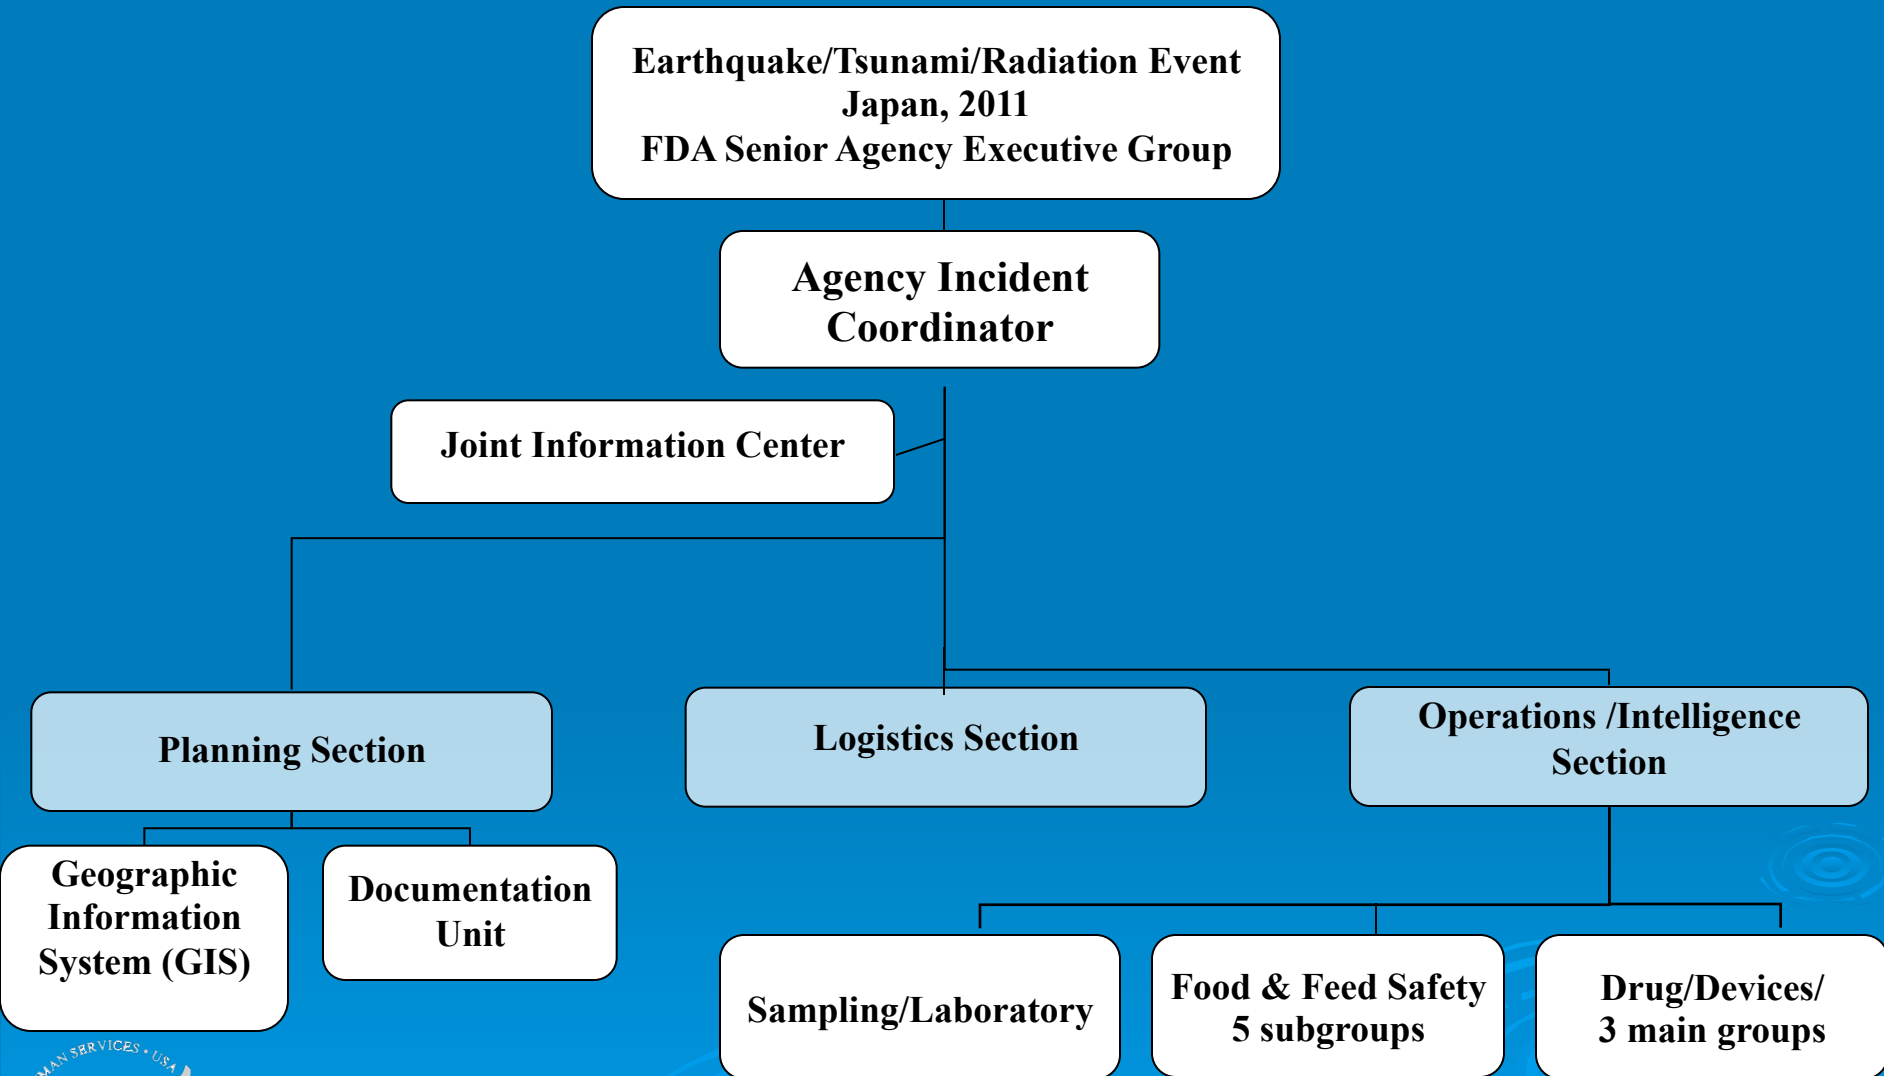 Earthquake/Tsunami/Radiation Event
Japan, 2011
FDA Senior Agency Executive Group
Agency Incident
Coordinator
Joint Information Center
Planning Section
Logistics Section
Operations /Intelligence
Section
Geographic
Information
System (GIS)
Documentation
Unit
Sampling/Laboratory
Food & Feed Safety
5 subgroups
Drug/Devices/
3 main groups
SERVICES • USA